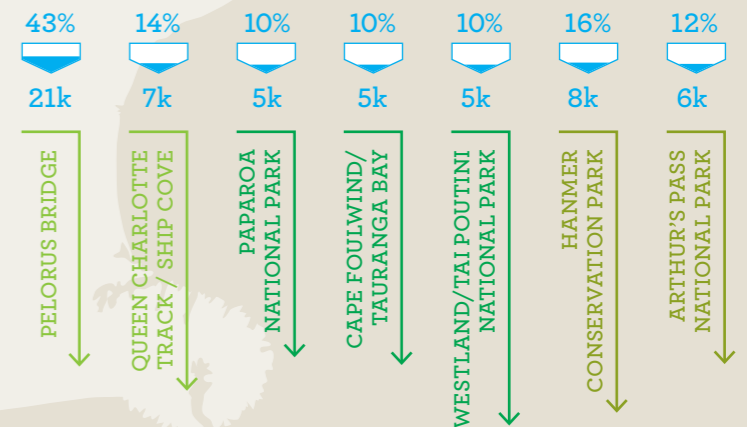 43%
14%
10%
10%
10%
16%
12%
21k
7k
5k
5k
5k
8k
6k
PELORUS BRIDGE
QUEEN CHARLOTTE
TRACK / SHIP COVE
PAPAROA
NATIONAL PARK
CAPE FOULWIND/
TAURANGA BAY
WESTLAND/TAI POUTINI
NATIONAL PARK
HANMER
CONSERVATION PARK
ARTHUR'S PASS
NATIONAL PARK